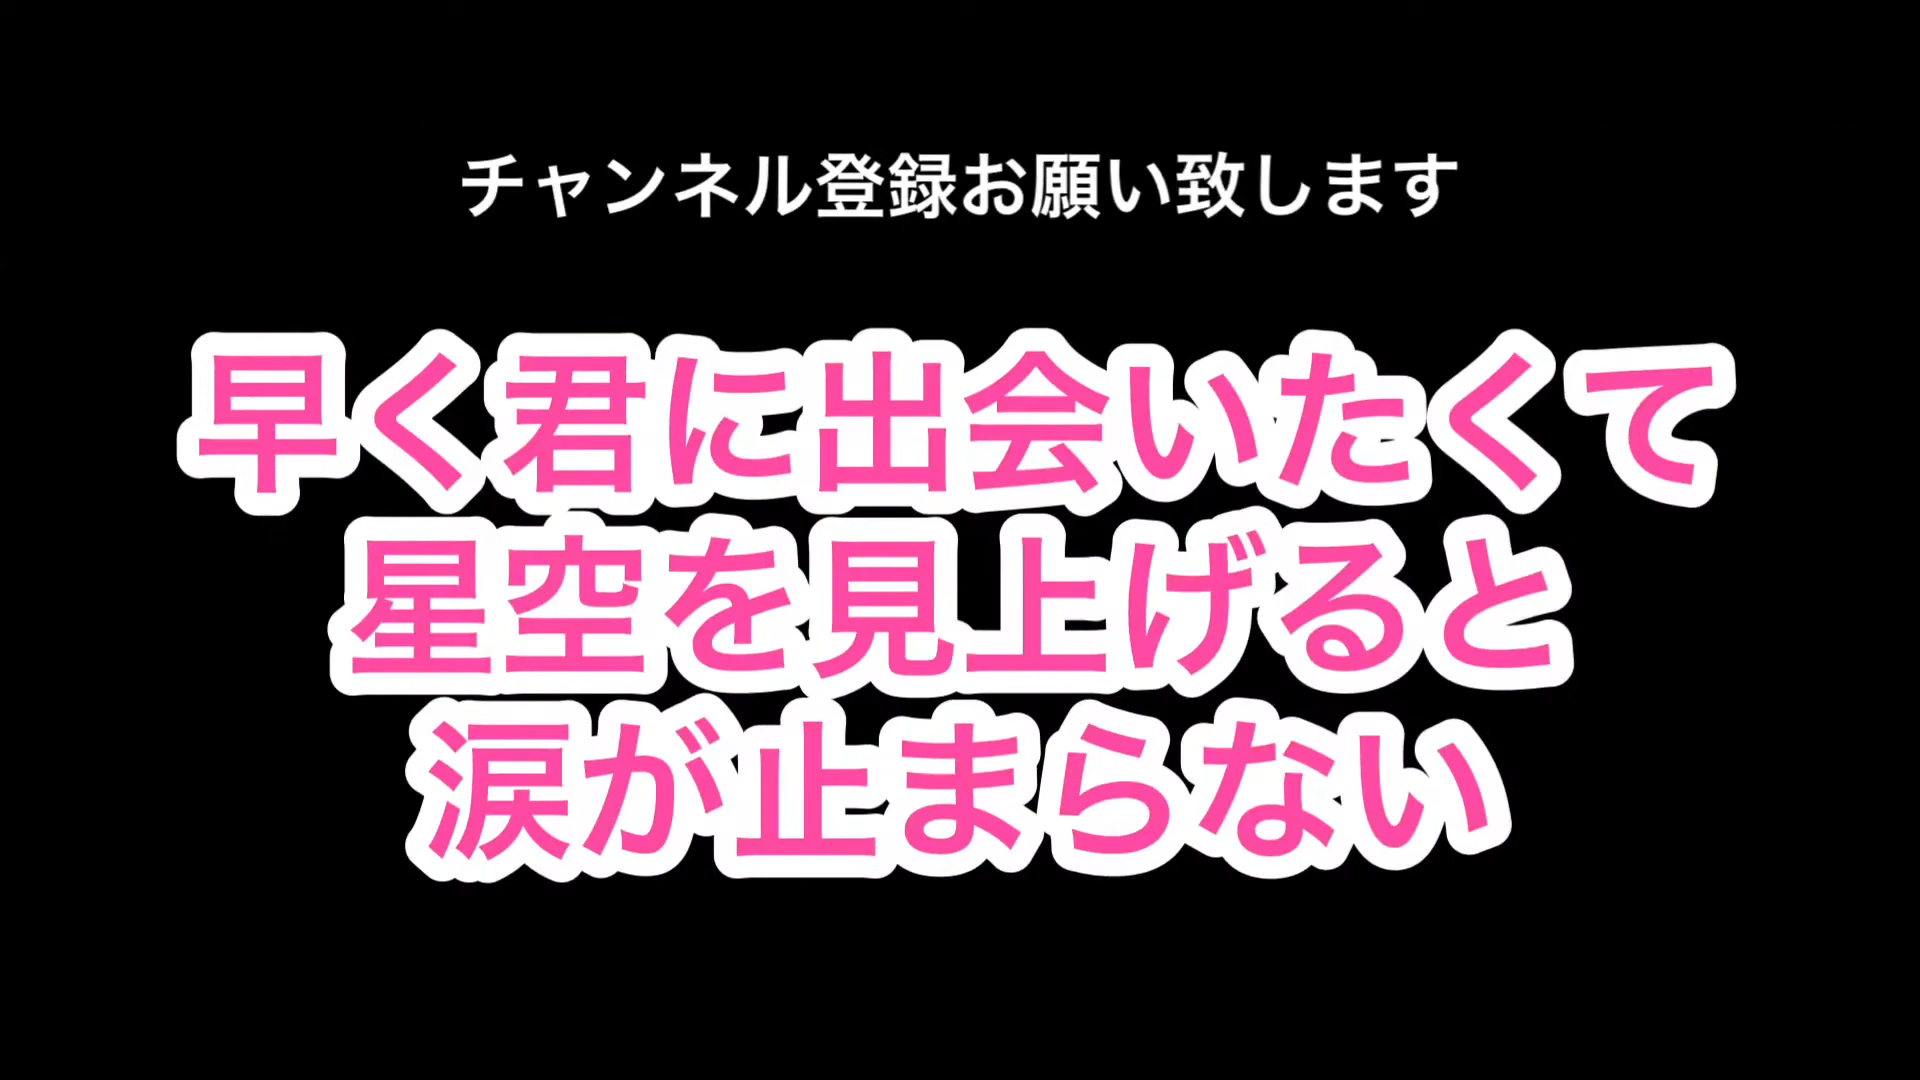 チャンネル登録お願い致します
早く君に出会いたくて
星空を見上げると
涙が止まらない